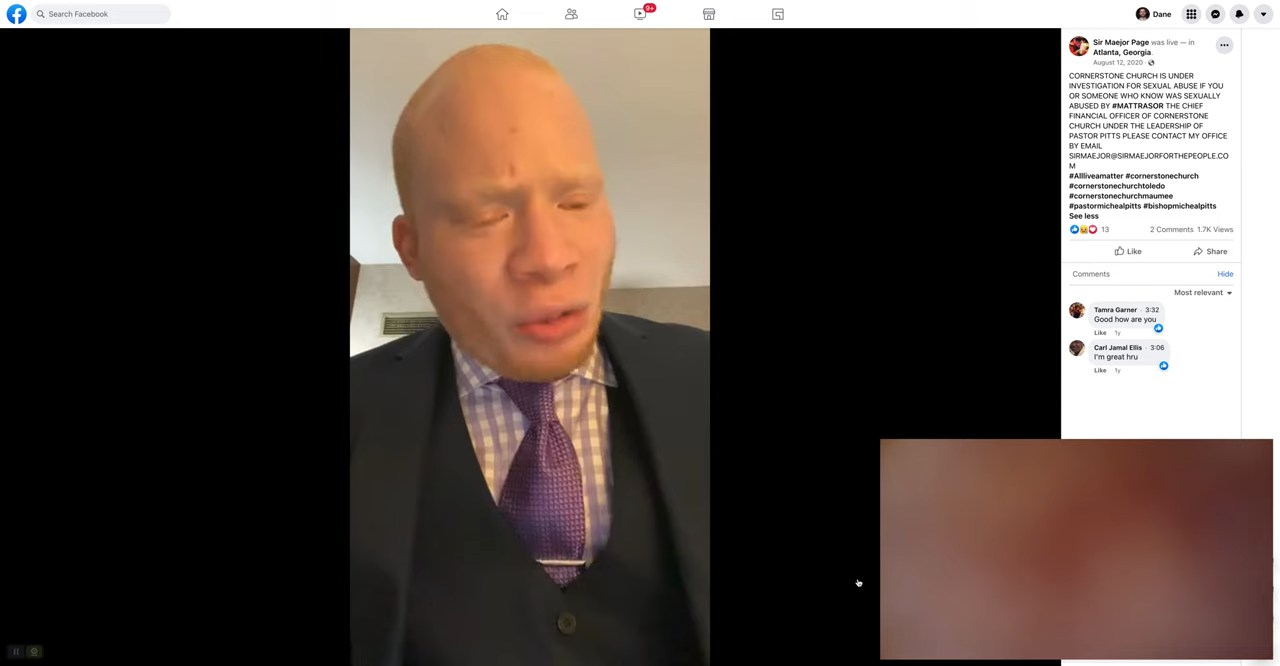 Search Facebook
9+
Dane
Sir Maejor Page was live — in
Atlanta, Georgia.
August 12, 2020 ·
CORNERSTONE CHURCH IS UNDER
INVESTIGATION FOR SEXUAL ABUSE IF YOU
OR SOMEONE WHO KNOW WAS SEXUALLY
ABUSED BY #MATTRASOR THE CHIEF
FINANCIAL OFFICER OF CORNERSTONE
CHURCH UNDER THE LEADERSHIP OF
PASTOR PITTS PLEASE CONTACT MY OFFICE
BY EMAIL
SIRMAEJOR@SIRMAEJORFORTHEPEOPLE.CO
M
#Allliveamatter #cornerstonechurch
#cornerstonechurchtoledo
#cornerstonechurchmaumee
#pastormichealpitts #bishopmichealpitts
See less
13 2 Comments 1.7K Views
Like Share
Comments Hide
Most relevant
Tamra Garner · 3:32
Good how are you
Like 1y
Carl Jamal Ellis · 3:06
I'm great hru
Like 1y